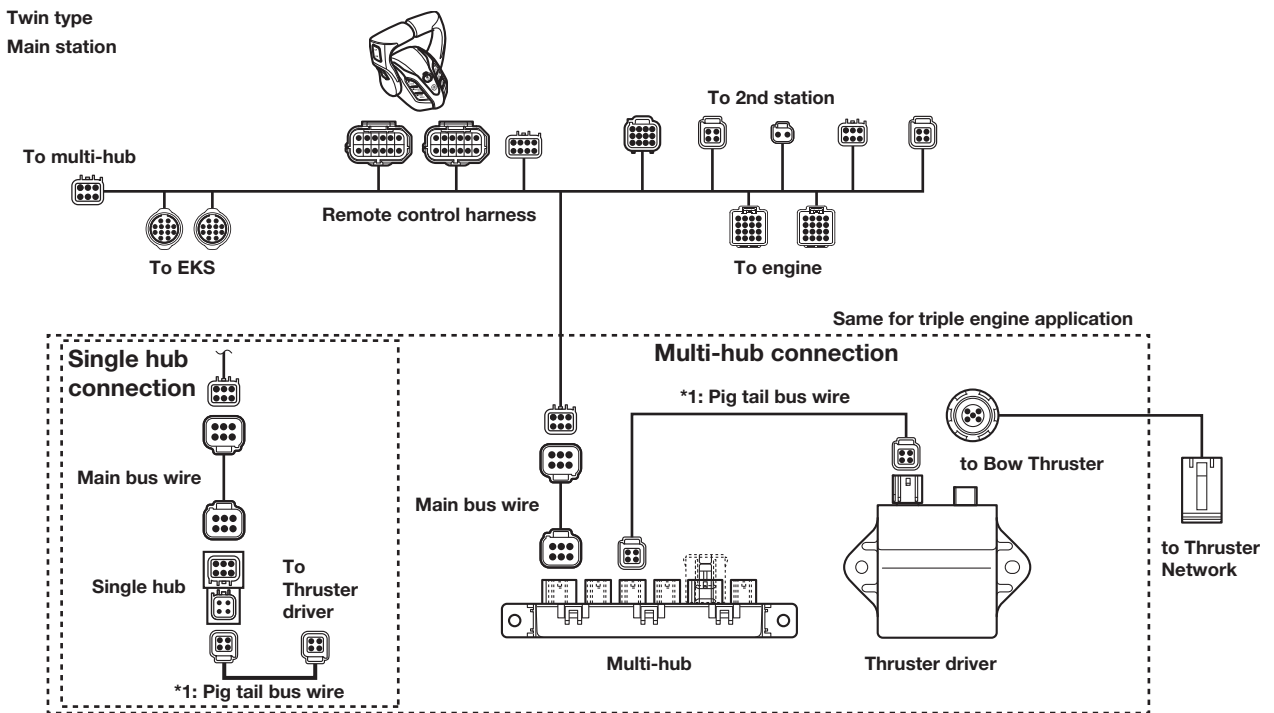 Twin type
Main station
To 2nd station
To multi-hub
Remote control harness
To EKS
To engine
Same for triple engine application
Single hub
connection
Multi-hub connection
*1: Pig tail bus wire
Main bus wire
to Bow Thruster
Main bus wire
to Thruster
Network
Single hub
To
Thruster
driver
Multi-hub
Thruster driver
*1: Pig tail bus wire